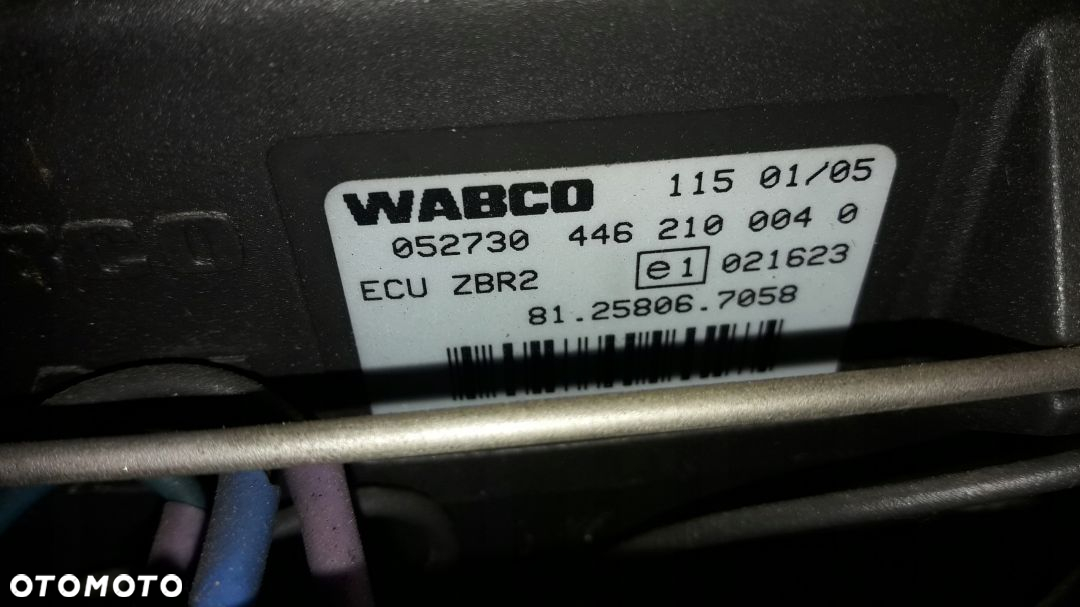 WABCO 115 01/05
052730 446 210 004 0
ECU ZBR2 e1 021623
81.25806.7058
OTOMOTO